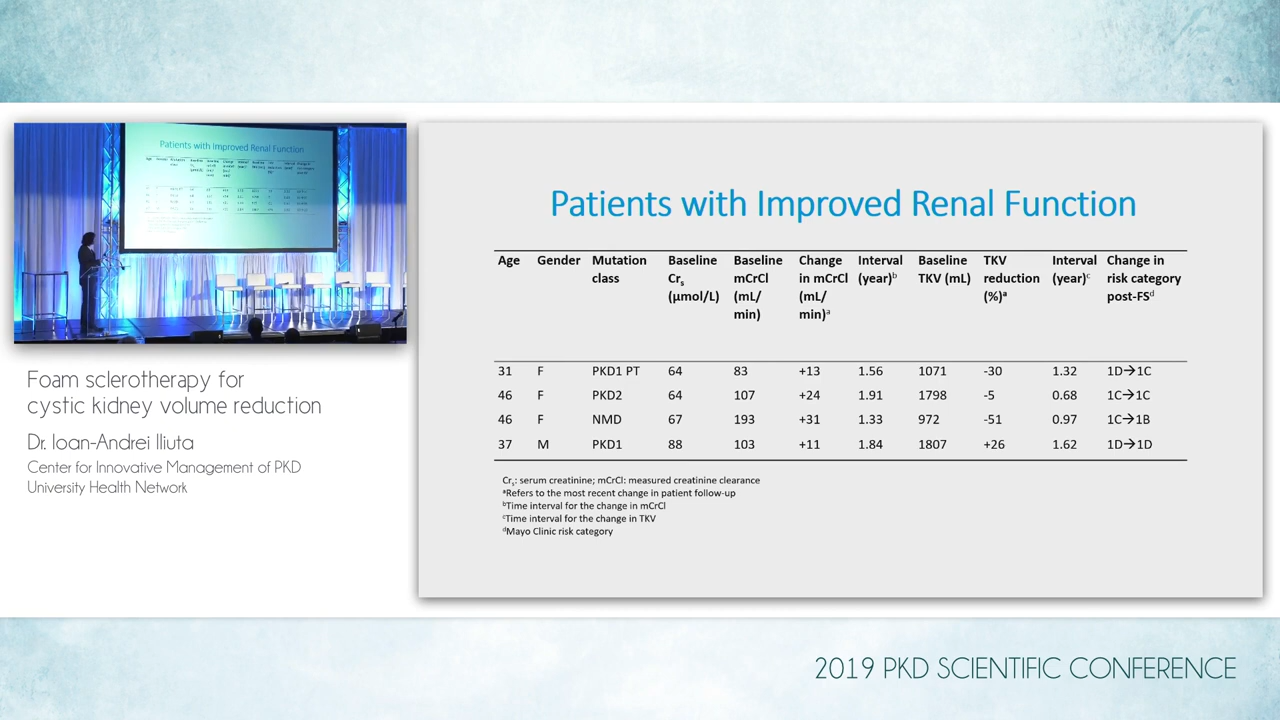 Patients with Improved Renal Function
Foam sclerotherapy for
cystic kidney volume reduction
Dr. Ioan-Andrei Iliuta
Center for Innovative Management of PKD
University Health Network
Patients with Improved Renal Function
Age Gender Mutation class Baseline Crs (µmol/L) Baseline mCrCl (mL/min) Change in mCrCl (mL/min)ᵃ Interval (year)ᵇ Baseline TKV (mL) TKV reduction (%)ᵃ Interval (year)ᶜ Change in risk category post-FSᵈ
31 F PKD1 PT 64 83 +13 1.56 1071 -30 1.32 1D→1C
46 F PKD2 64 107 +24 1.91 1798 -5 0.68 1C→1C
46 F NMD 67 193 +31 1.33 972 -51 0.97 1C→1B
37 M PKD1 88 103 +11 1.84 1807 +26 1.62 1D→1D
Crs: serum creatinine; mCrCl: measured creatinine clearance
ᵃRefers to the most recent change in patient follow-up
ᵇTime interval for the change in mCrCl
ᶜTime interval for the change in TKV
ᵈMayo Clinic risk category
2019 PKD SCIENTIFIC CONFERENCE